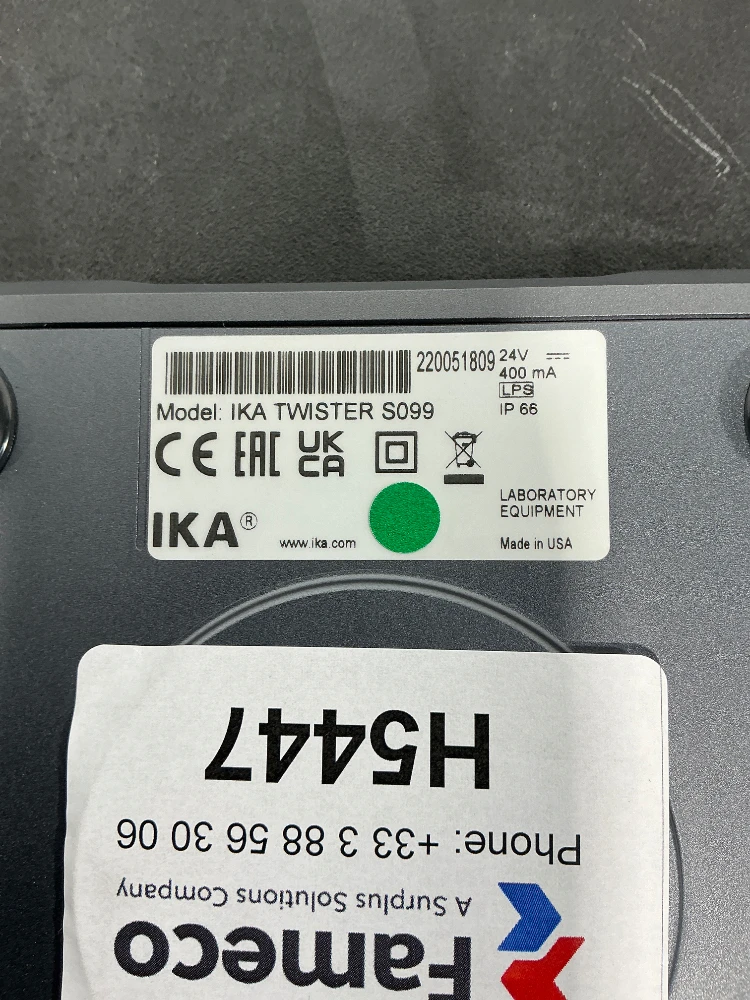 220051809
24V
400 mA
LPS
IP 66
Model: IKA TWISTER S099
CE EAC UK CA
LABORATORY
EQUIPMENT
IKA®
www.ika.com
Made in USA
Fameco
A Surplus Solutions Company
Phone: +33 3 88 56 30 06
H5447